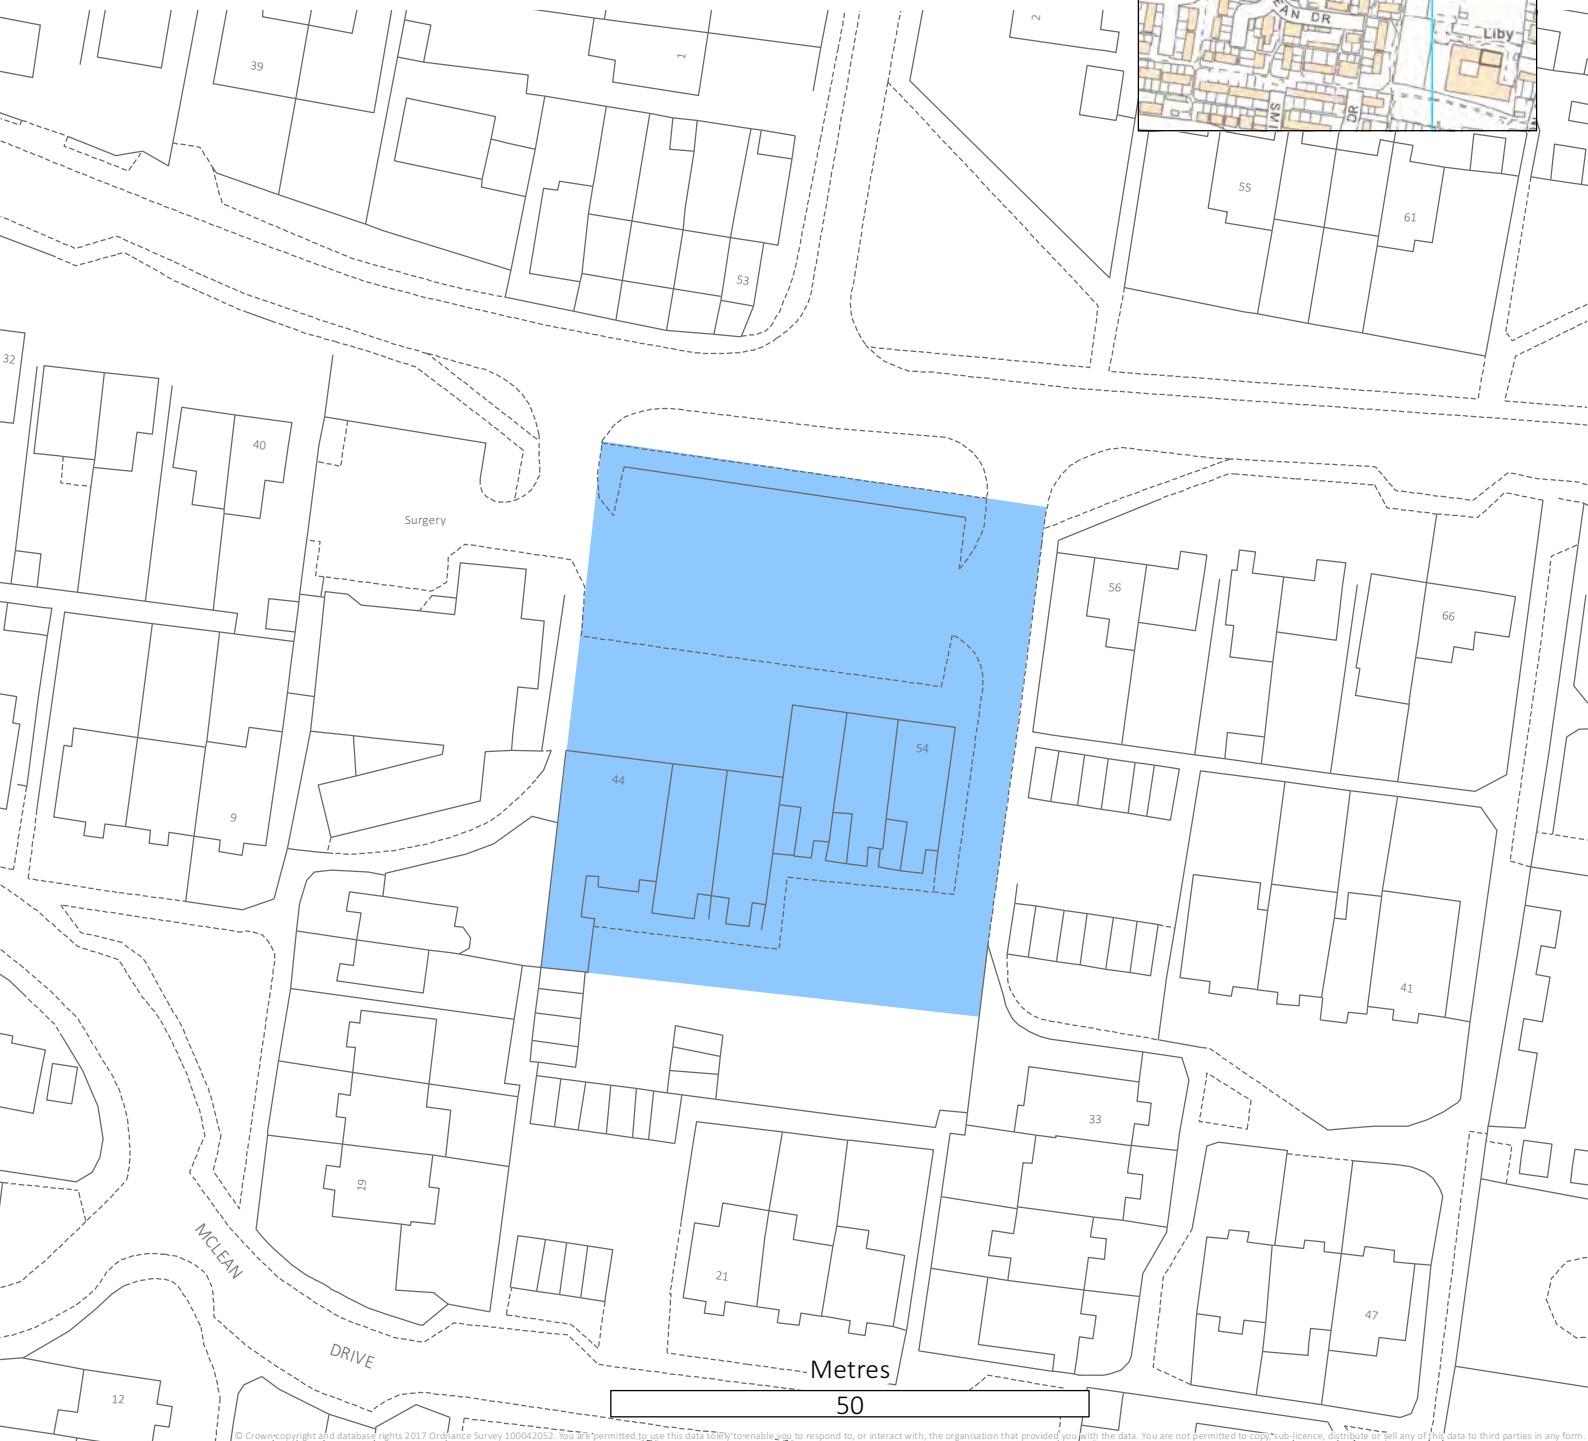 2
AN DR
Liby
SMI
DR
39
1
55
61
53
32
40
Surgery
56
66
54
44
9
41
33
19
MCLEAN
21
47
DRIVE
12
Metres
50
© Crown copyright and database rights 2017 Ordnance Survey 100042052. You are permitted to use this data solely to enable you to respond to, or interact with, the organisation that provided you with the data. You are not permitted to copy, sub-licence, distribute or sell any of this data to third parties in any form.